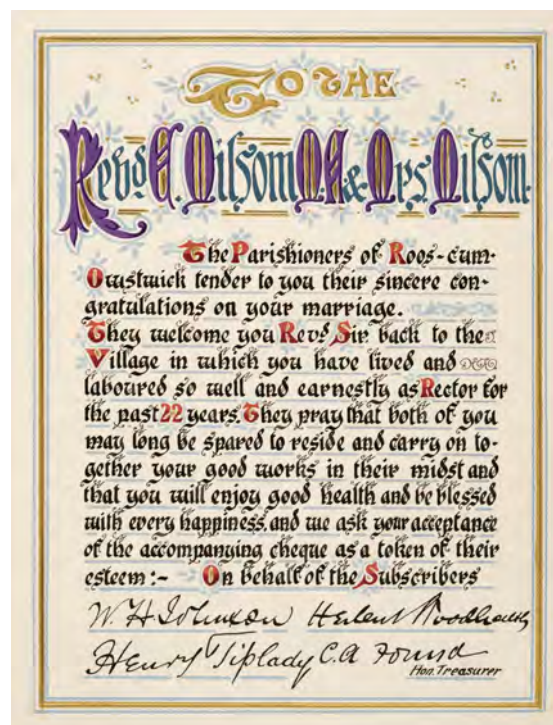 TO THE
Revd. E. Milsom M.A. & Mrs. Milsom.
The Parishioners of Roos-cum-
Owstwick tender to you their sincere con-
gratulations on your marriage.
They welcome you Revd. Sir back to the
Village in which you have lived and
laboured so well and earnestly as Rector for
the past 22 years. They pray that both of you
may long be spared to reside and carry on to-
gether your good works in their midst and
that you will enjoy good health and be blessed
with every happiness, and we ask your acceptance
of the accompanying cheque as a token of their
esteem :- On behalf of the Subscribers
W. H. Johnson Herbert Woodhouse
Henry Tiplady C. A.
Hon. Treasurer